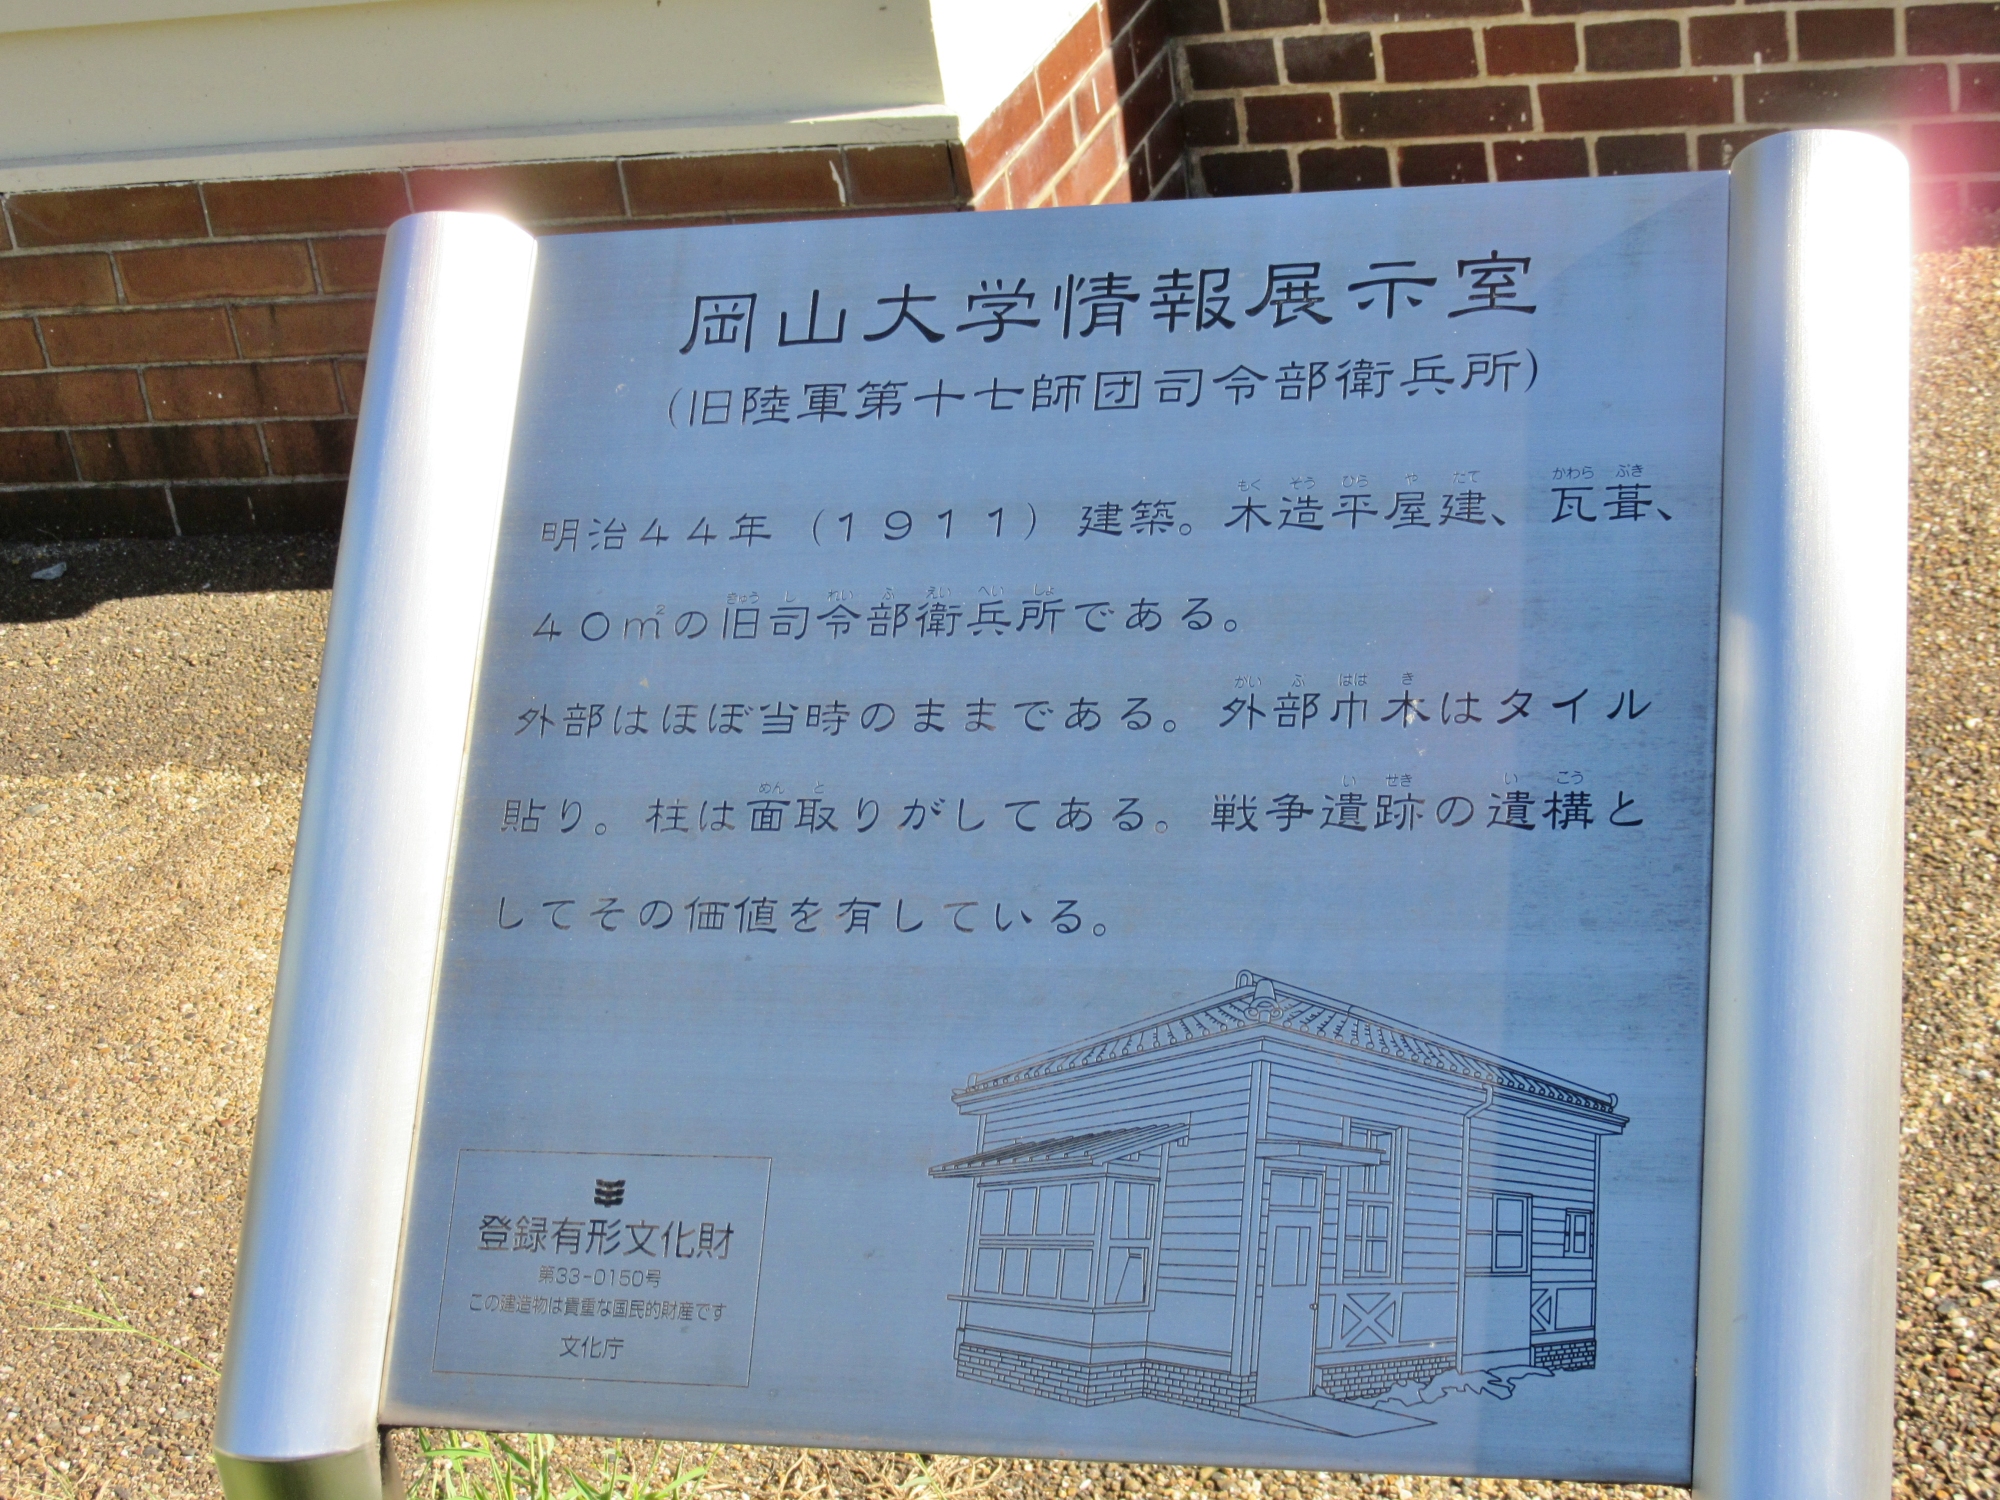 岡山大学情報展示室
(旧陸軍第十七師団司令部衛兵所)
もく そう ひら や たて かわら ぶき
明治44年(1911)建築。木造平屋建、瓦葺、
きゅう し れい ぶ えい へい しょ
40㎡の旧司令部衛兵所である。
がい ぶ はば き
外部はほぼ当時のままである。外部巾木はタイル
めん と い せき い こう
貼り。柱は面取りがしてある。戦争遺跡の遺構と
してその価値を有している。
登録有形文化財
第33-0150号
この建造物は貴重な国民的財産です
文化庁